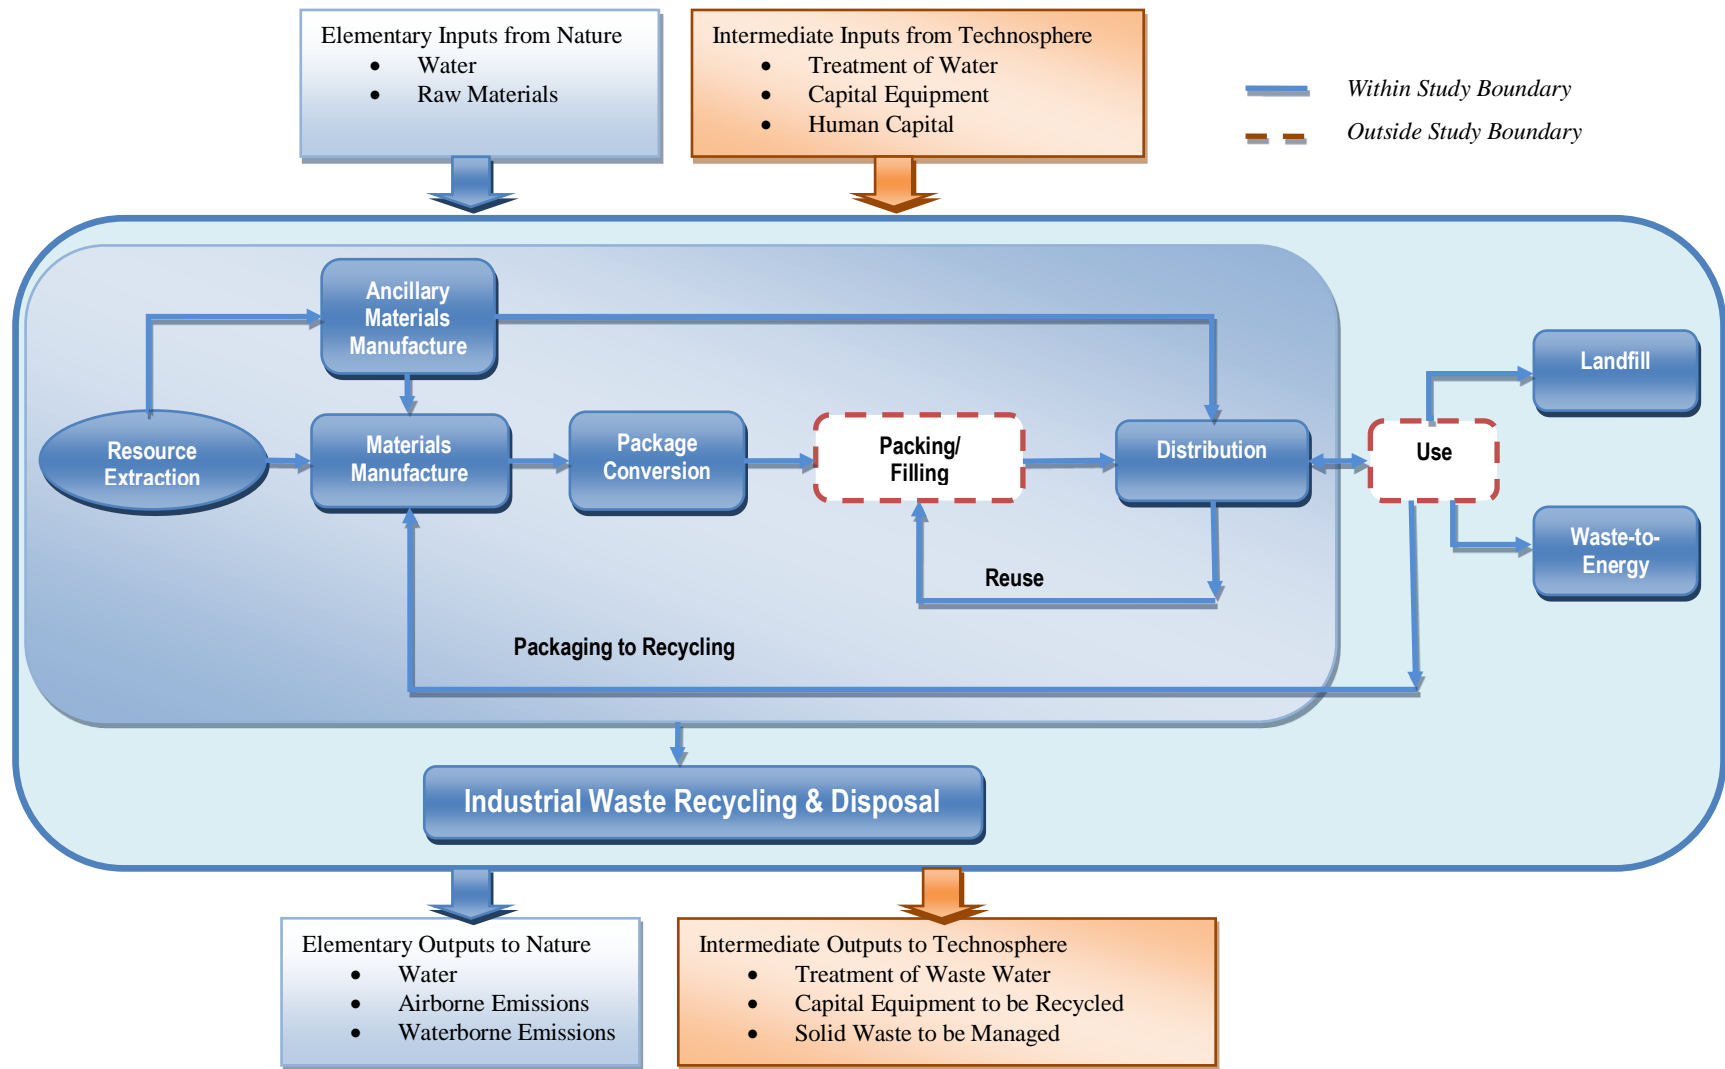 Elementary Inputs from Nature
• Water
• Raw Materials
Intermediate Inputs from Technosphere
• Treatment of Water
• Capital Equipment
• Human Capital
Within Study Boundary
Outside Study Boundary
Ancillary
Materials
Manufacture
Landfill
Resource
Extraction
Materials
Manufacture
Package
Conversion
Packing/
Filling
Distribution
Use
Waste-to-
Energy
Reuse
Packaging to Recycling
Industrial Waste Recycling & Disposal
Elementary Outputs to Nature
• Water
• Airborne Emissions
• Waterborne Emissions
Intermediate Outputs to Technosphere
• Treatment of Waste Water
• Capital Equipment to be Recycled
• Solid Waste to be Managed